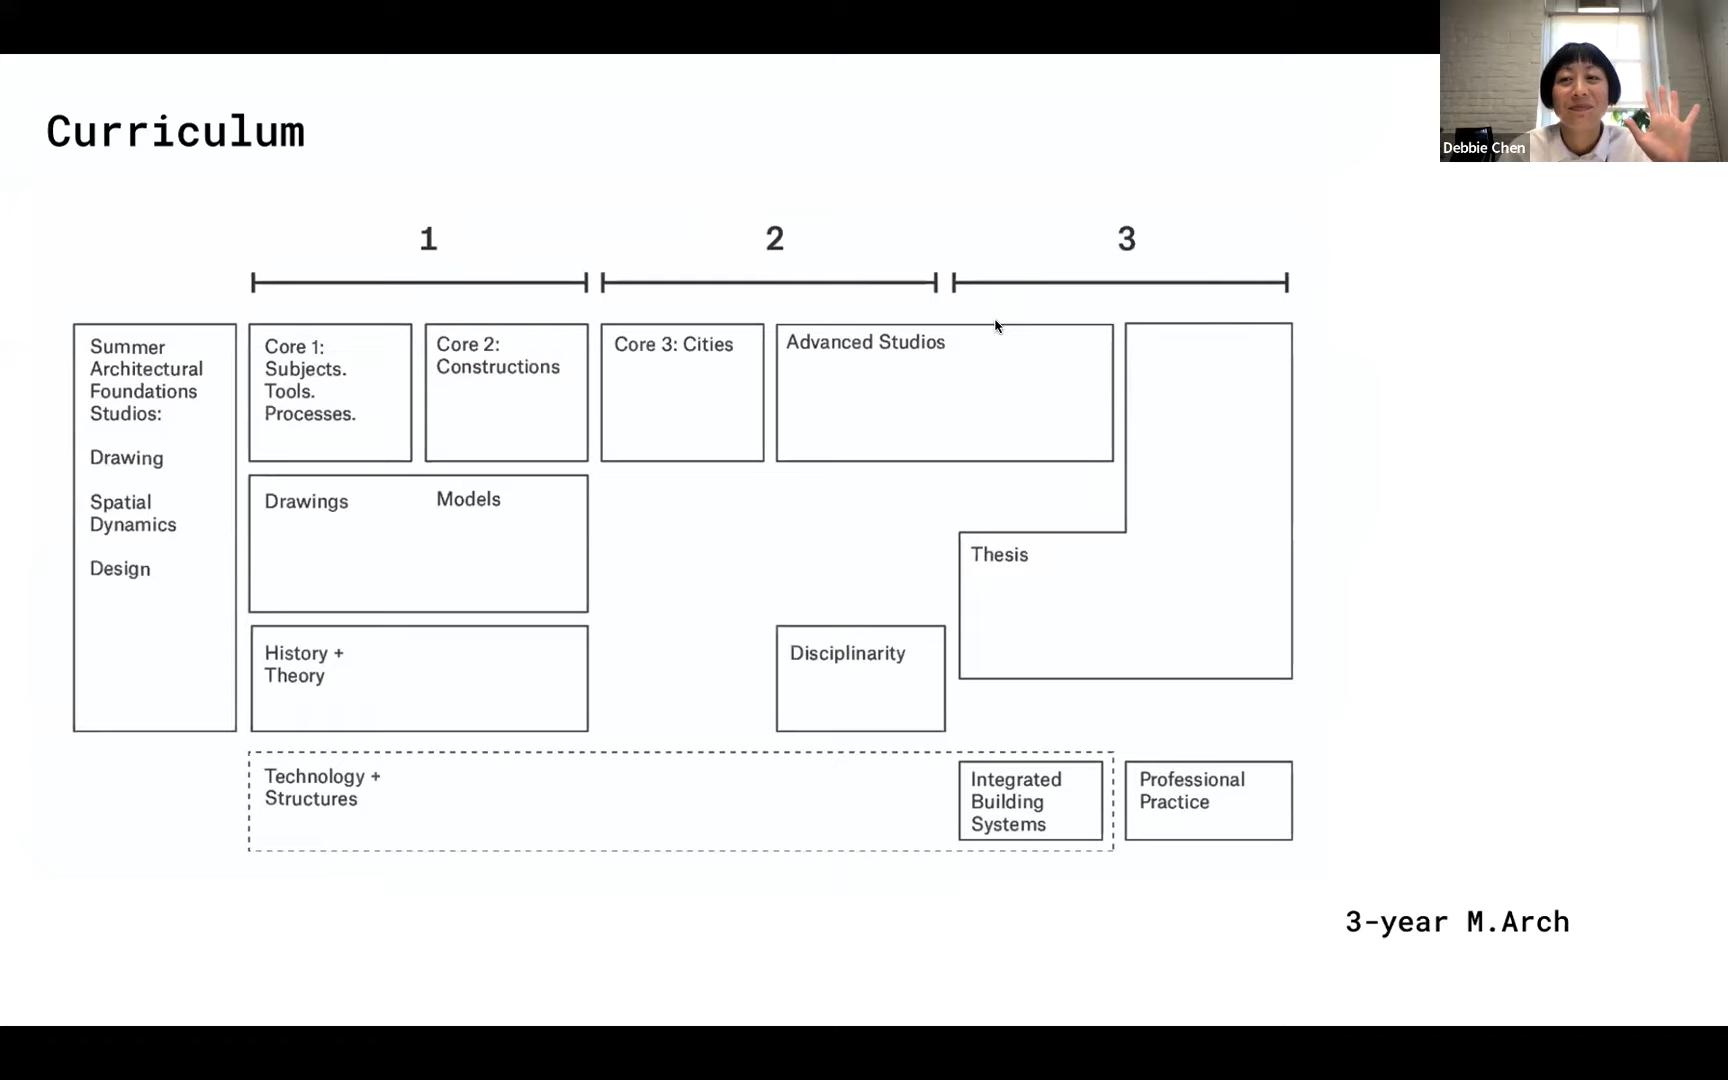 Curriculum
Debbie Chen
1
2
3
Summer
Architectural
Foundations
Studios:
Drawing
Spatial
Dynamics
Design
Core 1:
Subjects.
Tools.
Processes.
Core 2:
Constructions
Core 3: Cities
Advanced Studios
Drawings
Models
Thesis
History +
Theory
Disciplinarity
Technology +
Structures
Integrated
Building
Systems
Professional
Practice
3-year M.Arch